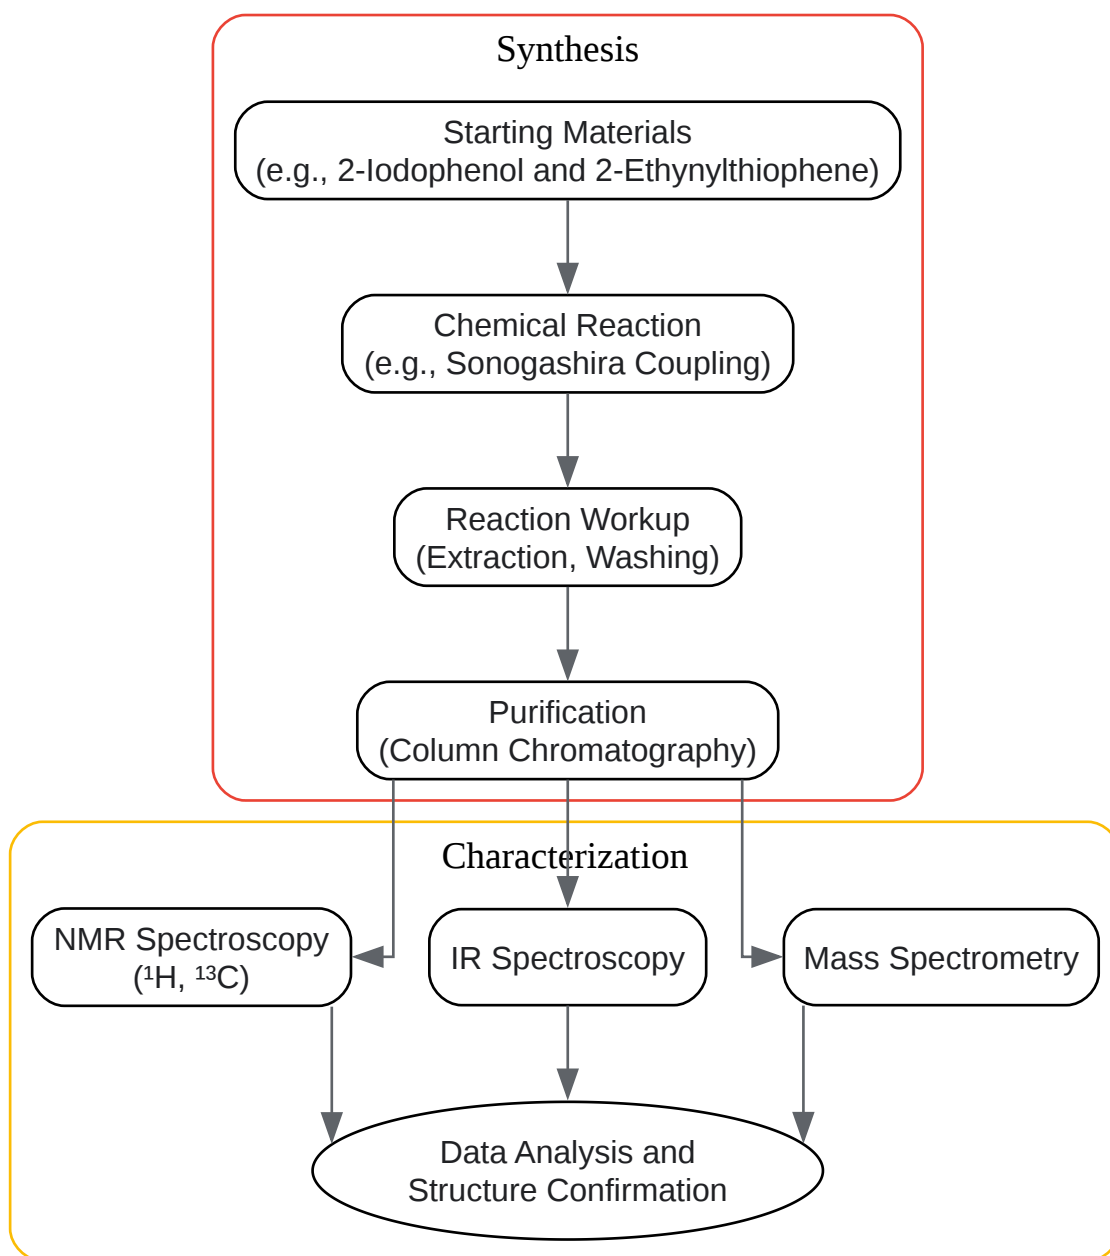 Synthesis
Starting Materials
(e.g., 2-Iodophenol and 2-Ethynylthiophene)
Chemical Reaction
(e.g., Sonogashira Coupling)
Reaction Workup
(Extraction, Washing)
Purification
(Column Chromatography)
Characterization
NMR Spectroscopy
(¹H, ¹³C)
IR Spectroscopy
Mass Spectrometry
Data Analysis and
Structure Confirmation